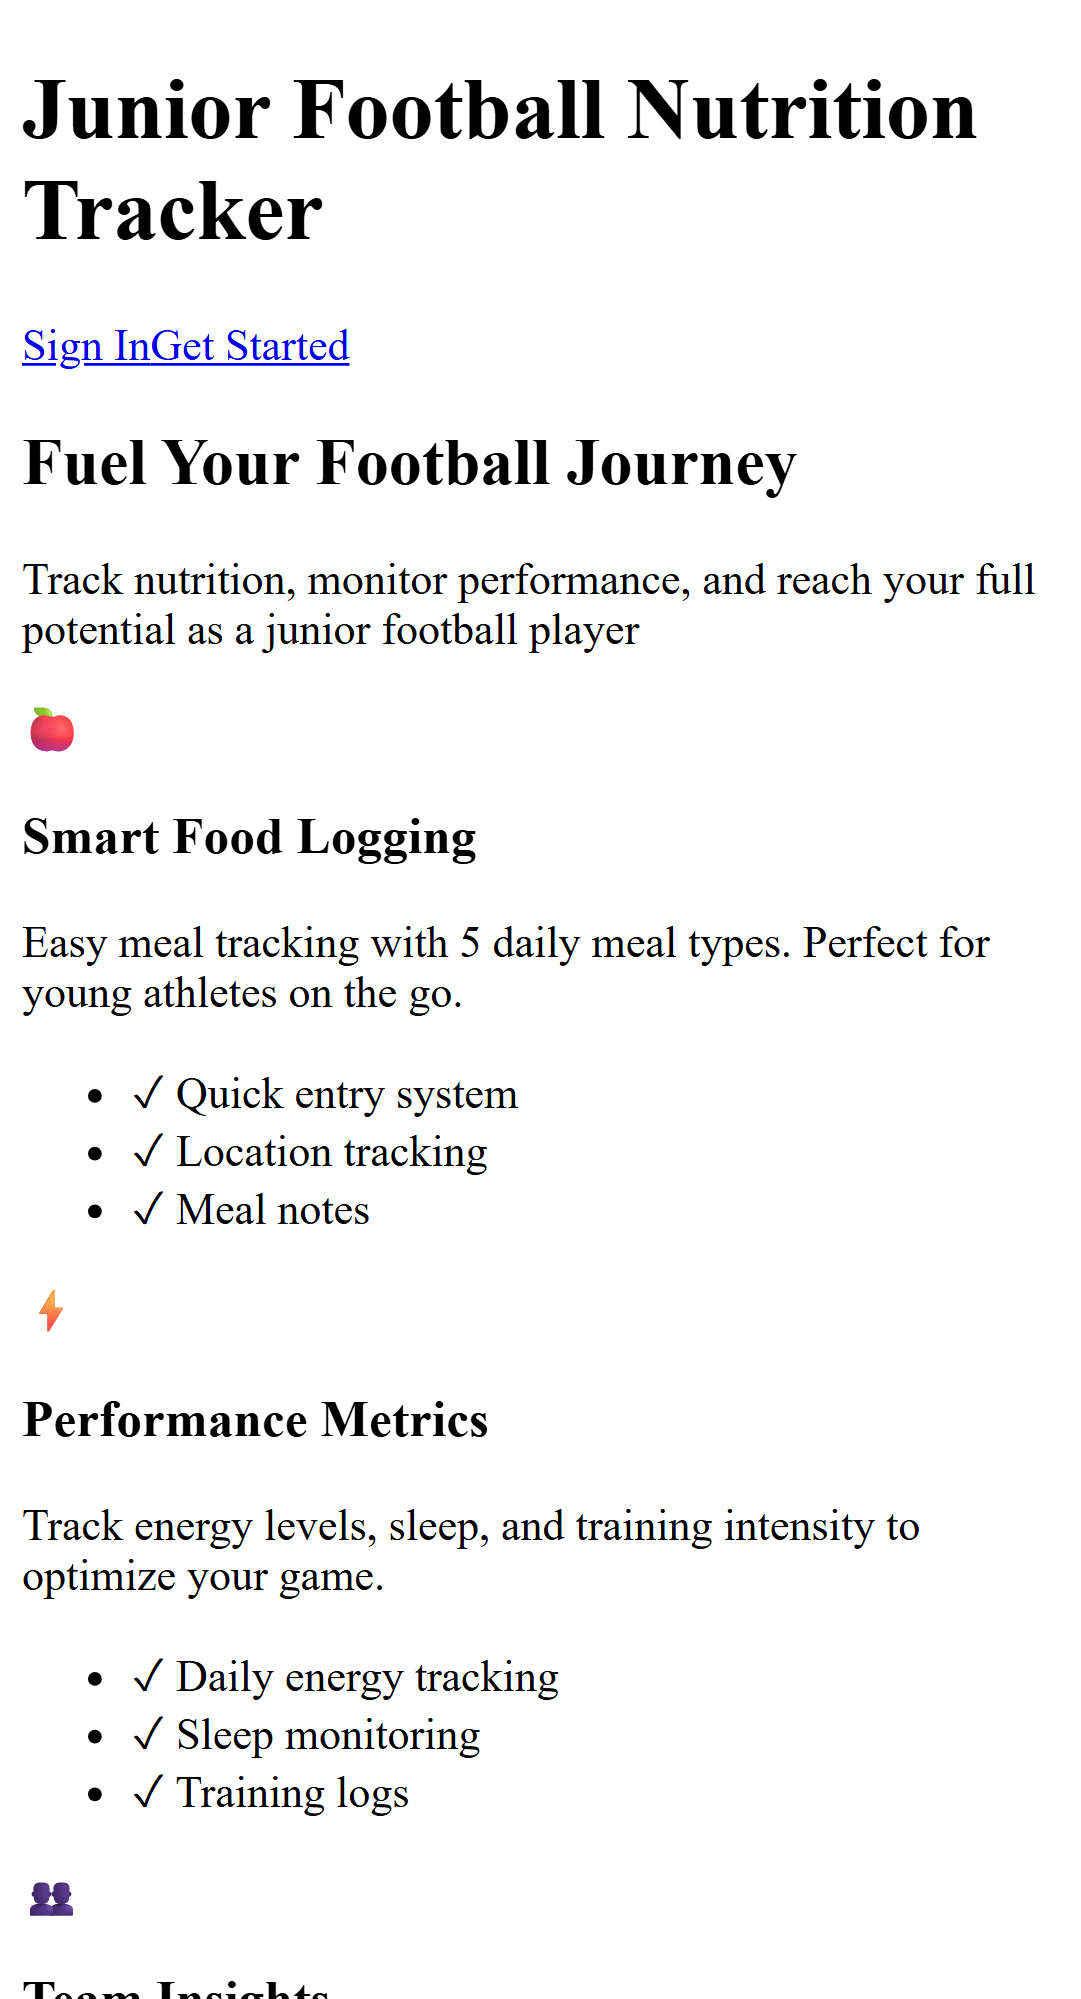 Junior Football Nutrition
Tracker
Sign InGet Started
Fuel Your Football Journey
Track nutrition, monitor performance, and reach your full
potential as a junior football player
Smart Food Logging
Easy meal tracking with 5 daily meal types. Perfect for
young athletes on the go.
• ✓ Quick entry system
• ✓ Location tracking
• ✓ Meal notes
Performance Metrics
Track energy levels, sleep, and training intensity to
optimize your game.
• ✓ Daily energy tracking
• ✓ Sleep monitoring
• ✓ Training logs
Team Insights